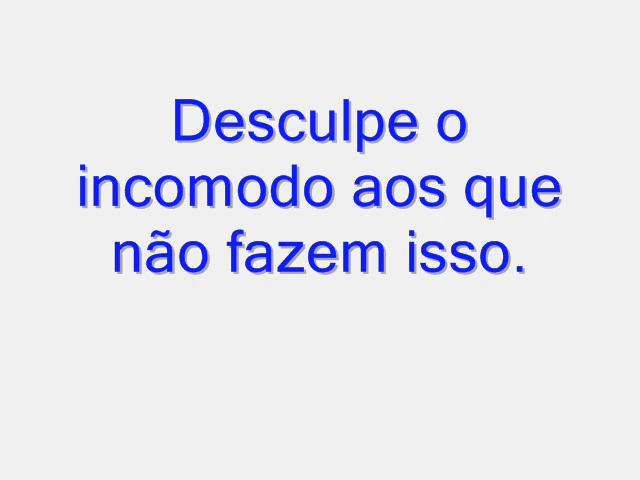 Desculpe o
incomodo aos que
não fazem isso.